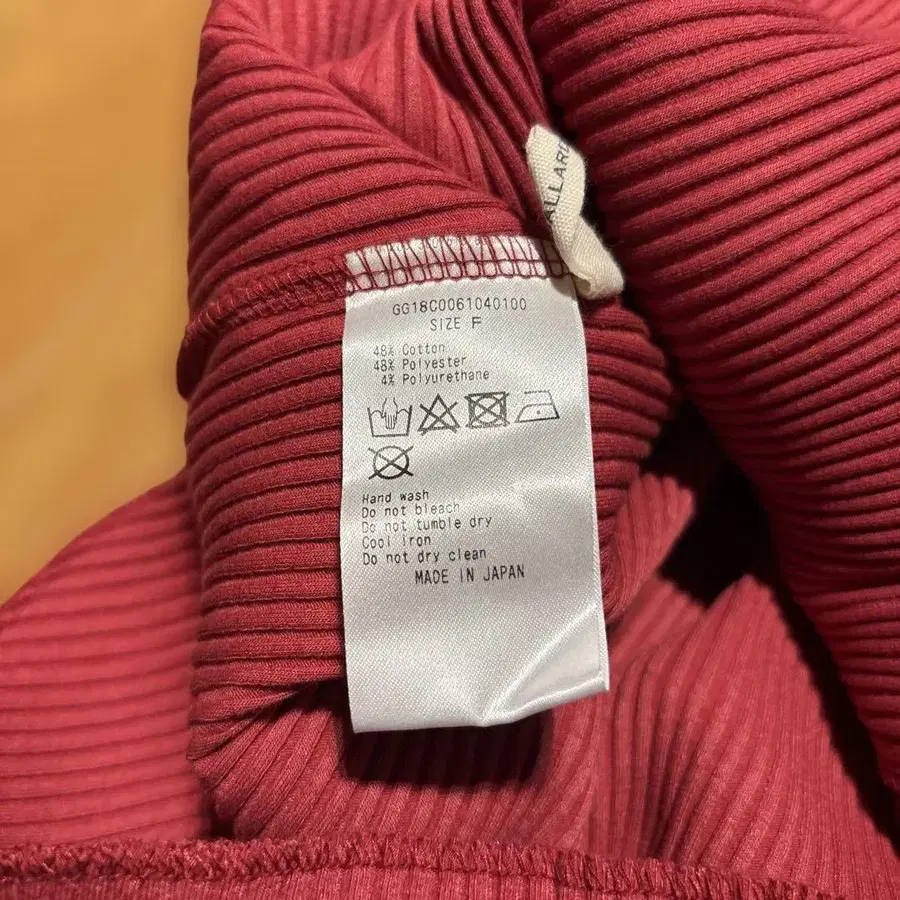 GG18C0061040100
SIZE F
48% Cotton
48% Polyester
4% Polyurethane
Hand wash
Do not bleach
Do not tumble dry
Cool Iron
Do not dry clean
MADE IN JAPAN